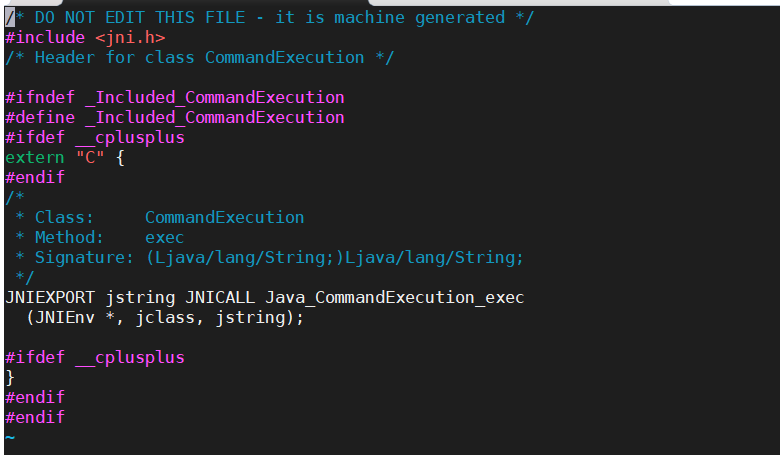 /* DO NOT EDIT THIS FILE - it is machine generated */
#include <jni.h>
/* Header for class CommandExecution */

#ifndef _Included_CommandExecution
#define _Included_CommandExecution
#ifdef __cplusplus
extern "C" {
#endif
/*
 * Class:     CommandExecution
 * Method:    exec
 * Signature: (Ljava/lang/String;)Ljava/lang/String;
 */
JNIEXPORT jstring JNICALL Java_CommandExecution_exec
  (JNIEnv *, jclass, jstring);

#ifdef __cplusplus
}
#endif
#endif
~